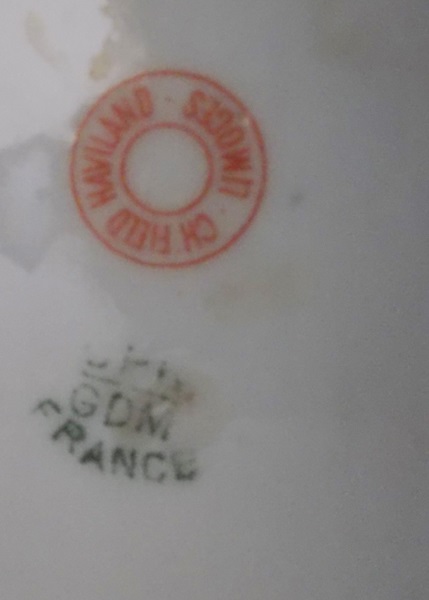 CH FIELD HAVILAND · LIMOGES ·
GDM
FRANCE